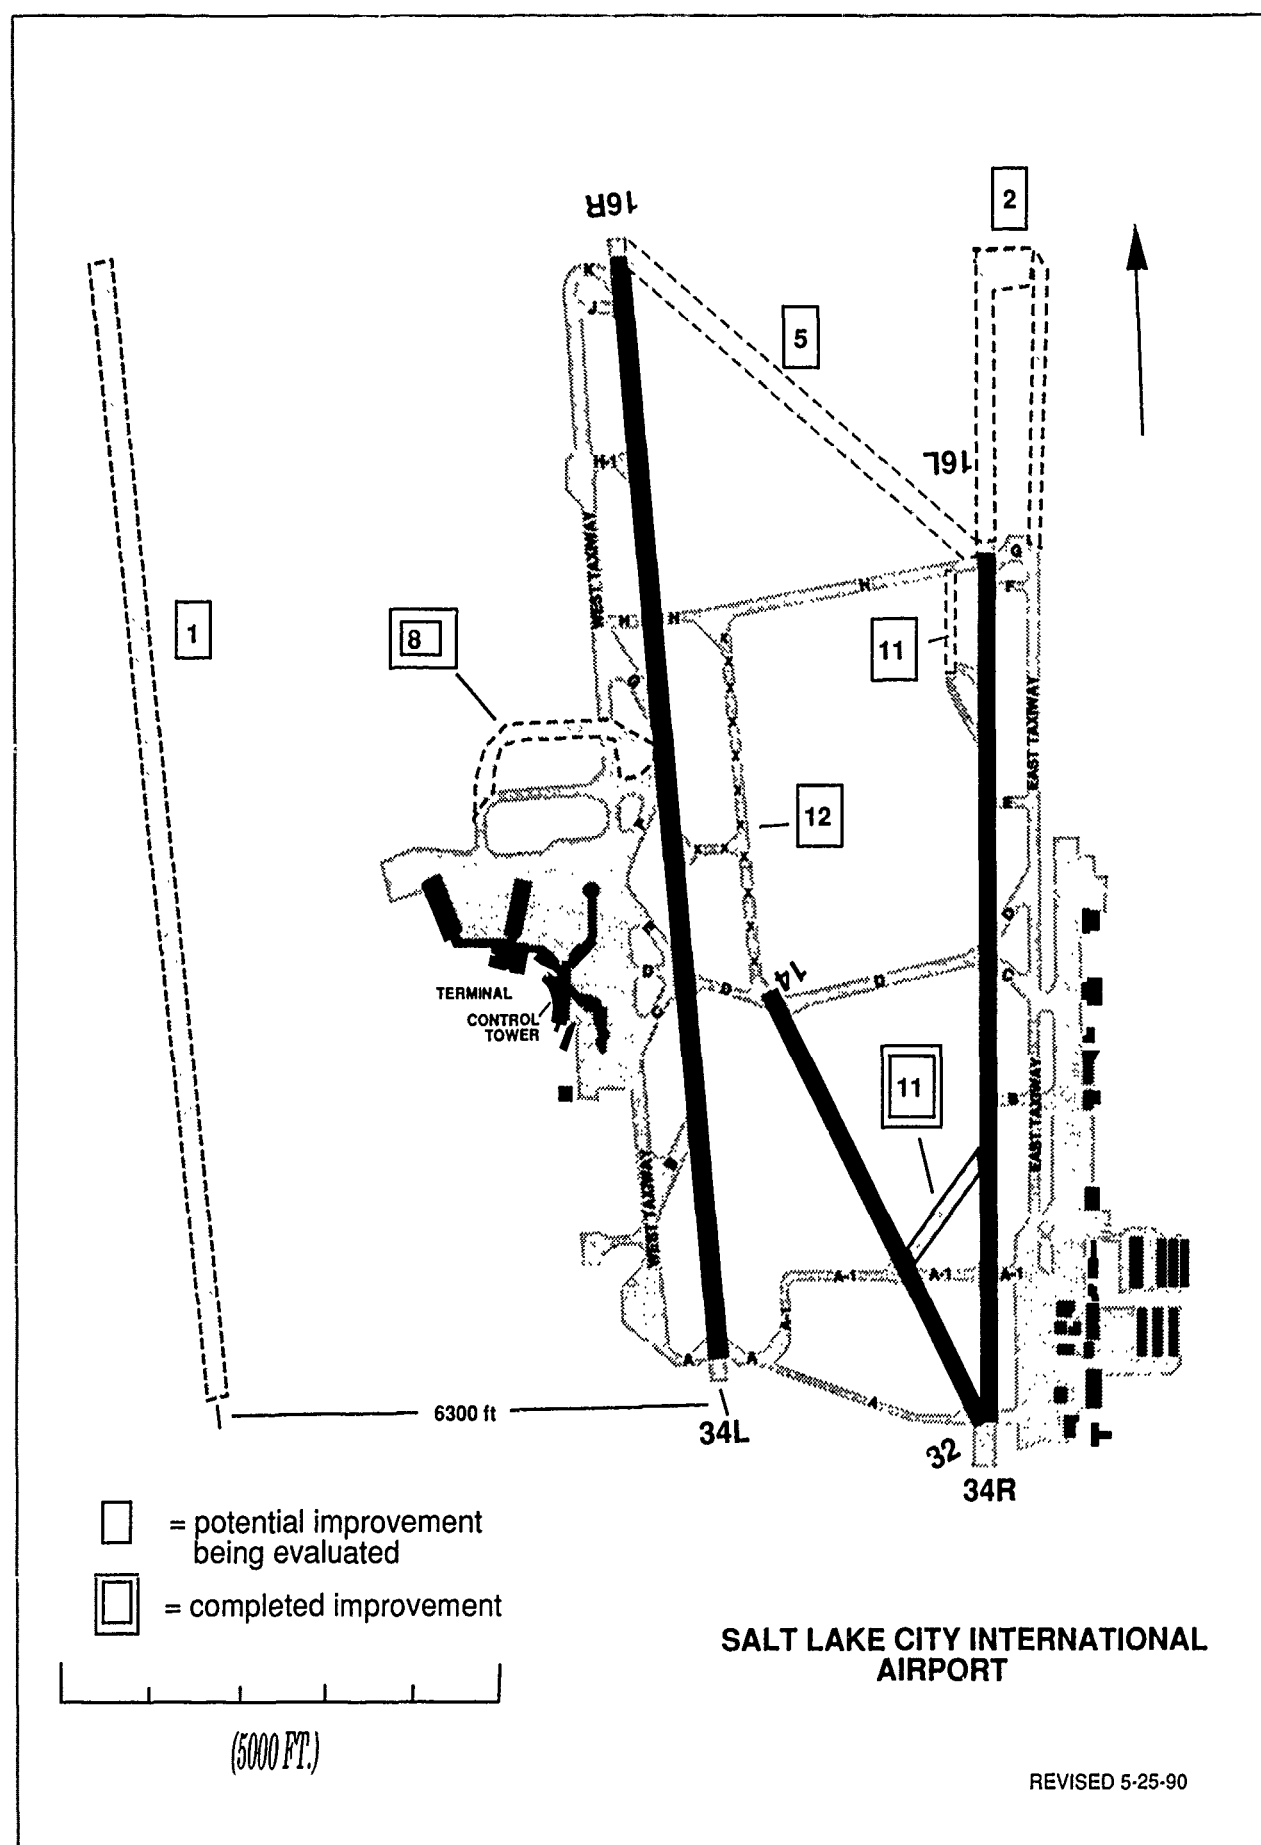 16R
2
K
J
5
16L
H-1
WEST TAXIWAY
G
F
H
H
H
1
8
11
G
EAST TAXIWAY
X
X
X
X
X
X
X
12
E
F
X
X
X
X
X
X
X
E
D
D
14
D
D
C
C
TERMINAL
CONTROL
TOWER
11
B
EAST TAXIWAY
B
WEST TAXIWAY
A-1
A-1
A-1
A-1
A
A
A
6300 ft
34L
32
34R
= potential improvement
being evaluated
= completed improvement
SALT LAKE CITY INTERNATIONAL
AIRPORT
(5000 FT.)
REVISED 5-25-90